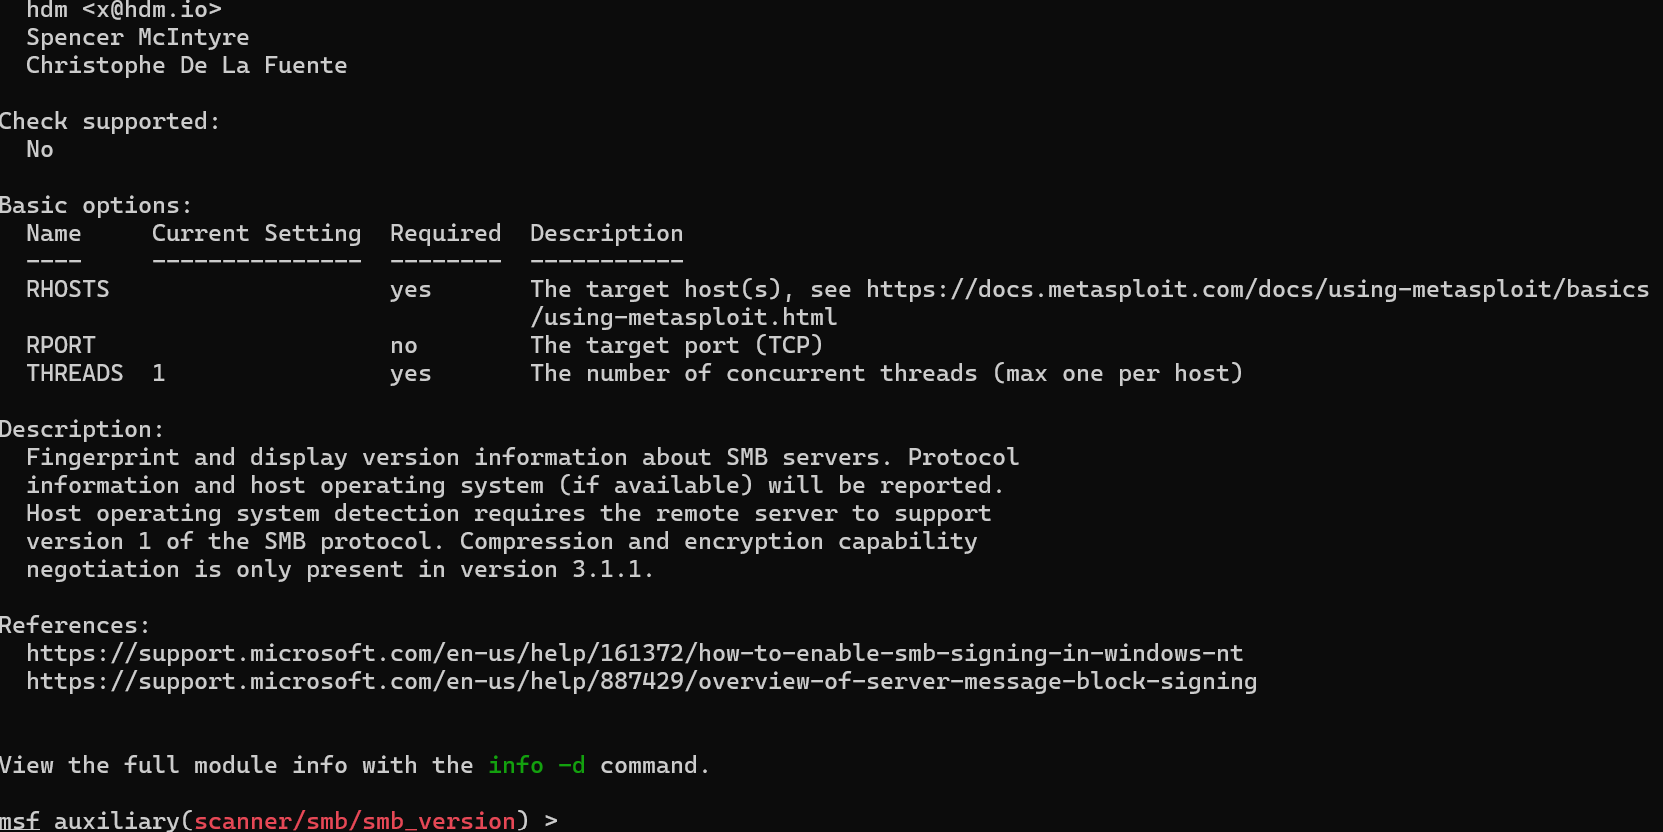 hdm <x@hdm.io>
Spencer McIntyre
Christophe De La Fuente
Check supported:
No
Basic options:
Name Current Setting Required Description
---- --------------- -------- -----------
RHOSTS yes The target host(s), see https://docs.metasploit.com/docs/using-metasploit/basics
/using-metasploit.html
RPORT no The target port (TCP)
THREADS 1 yes The number of concurrent threads (max one per host)
Description:
Fingerprint and display version information about SMB servers. Protocol
information and host operating system (if available) will be reported.
Host operating system detection requires the remote server to support
version 1 of the SMB protocol. Compression and encryption capability
negotiation is only present in version 3.1.1.
References:
https://support.microsoft.com/en-us/help/161372/how-to-enable-smb-signing-in-windows-nt
https://support.microsoft.com/en-us/help/887429/overview-of-server-message-block-signing
View the full module info with the info -d command.
msf auxiliary(scanner/smb/smb_version) >